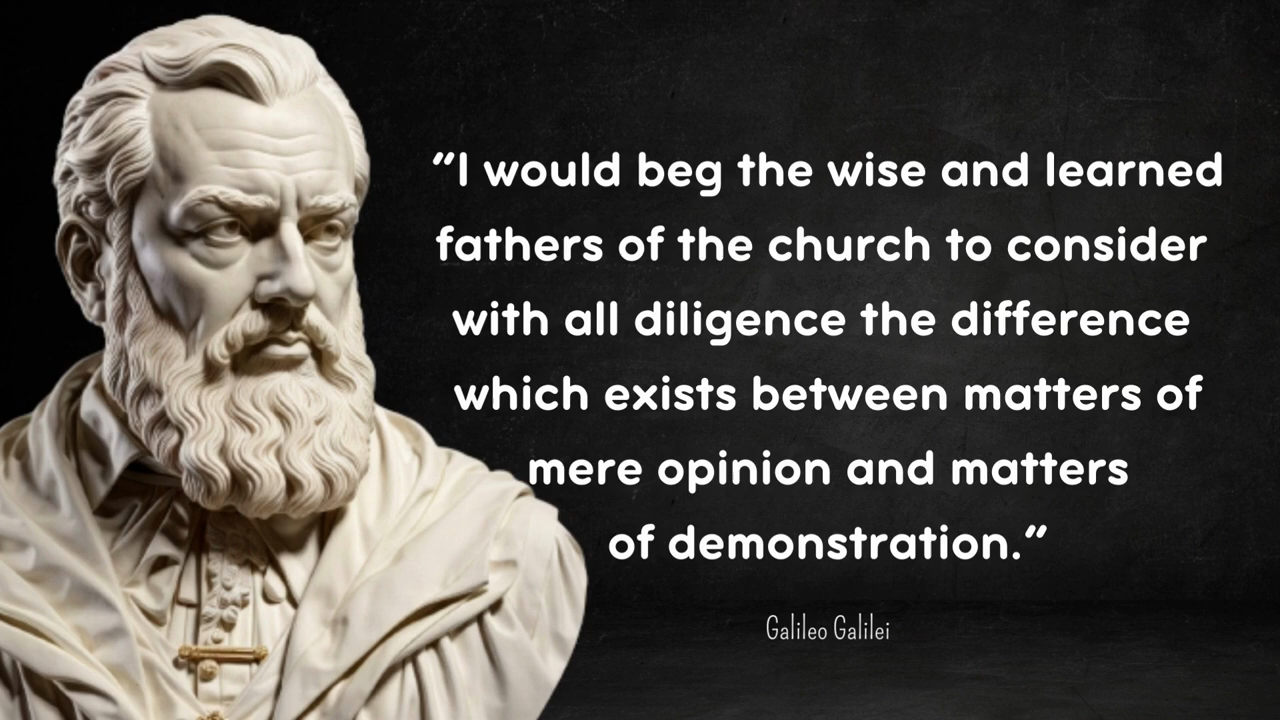 "I would beg the wise and learned
fathers of the church to consider
with all diligence the difference
which exists between matters of
mere opinion and matters
of demonstration."
Galileo Galilei